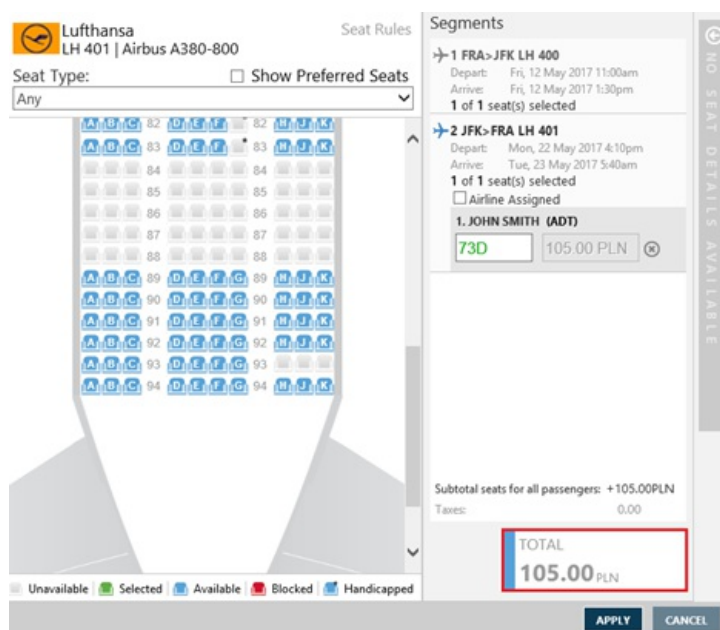 Lufthansa
LH 401 | Airbus A380-800
Seat Rules
Seat Type:
Show Preferred Seats
Any
A B C 82 D E F 82 H J K
A B C 83 D E F 83 H J K
84 84
85 85
86 86
87 87
88 88
A B C 89 D E F G 89 H J K
A B C 90 D E F G 90 H J K
A B C 91 D E F G 91 H J K
A B C 92 D E F G 92 H J K
A B C 93 D E F G 93
A B C 94 D E F G 94 H J K
Unavailable Selected Available Blocked Handicapped
Segments
1 FRA>JFK LH 400
Depart: Fri, 12 May 2017 11:00am
Arrive: Fri, 12 May 2017 1:30pm
1 of 1 seat(s) selected
2 JFK>FRA LH 401
Depart: Mon, 22 May 2017 4:10pm
Arrive: Tue, 23 May 2017 5:40am
1 of 1 seat(s) selected
Airline Assigned
1. JOHN SMITH (ADT)
73D 105.00 PLN
Subtotal seats for all passengers: +105.00PLN
Taxes: 0.00
TOTAL
105.00 PLN
NO SEAT DETAILS AVAILABLE
APPLY CANCEL